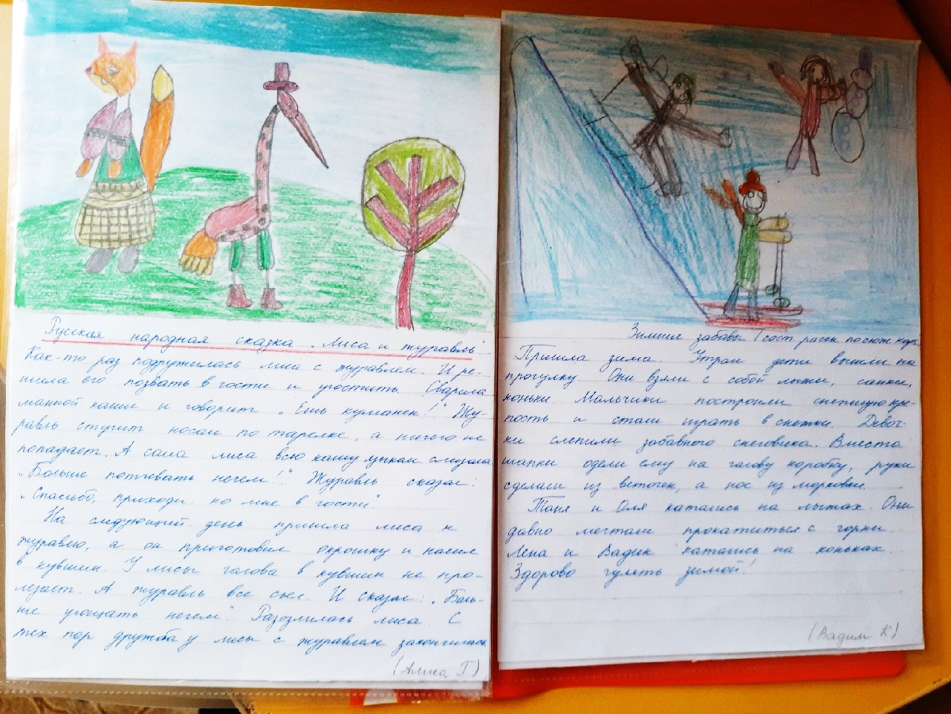 Русская народная сказка „Лиса и журавль".
Как-то раз подружилась лиса с журавлем. И ре-
шила его позвать в гости и угостить. Сварила
манной каши и говорит „Ешь куманек!" Жу-
равль стучит носом по тарелке, а ничего не
попадает. А сама лиса всю кашу языком слизала
„Больше потчевать нечем!". Журавль сказал:
„Спасибо, приходи ко мне в гости".
На следующий день пришла лиса к
журавлю, а он приготовил окрошку и налил
в кувшин. У лисы голова в кувшин не про-
лезает. А журавль все съел. И сказал: „Боль-
ше угощать нечем". Разозлилась лиса. С
тех пор дружба у лисы с журавлем закончилась
(Алина Г)
Зимние забавы (сост. расск. по сюж. карт.
Пришла зима. Утром дети вышли на
прогулку. Они взяли с собой лыжи, санки,
коньки. Мальчики построили снежную кре-
пость и стали играть в снежки. Девоч-
ки слепили забавного снеговика. Вместо
шапки одели ему на голову коробку, руки
сделали из веточек, а нос из морковки.
Таня и Оля катались на лыжах. Они
давно мечтали прокатиться с горки.
Лена и Вадик катались на коньках.
Здорово гулять зимой!
(Вадим К)